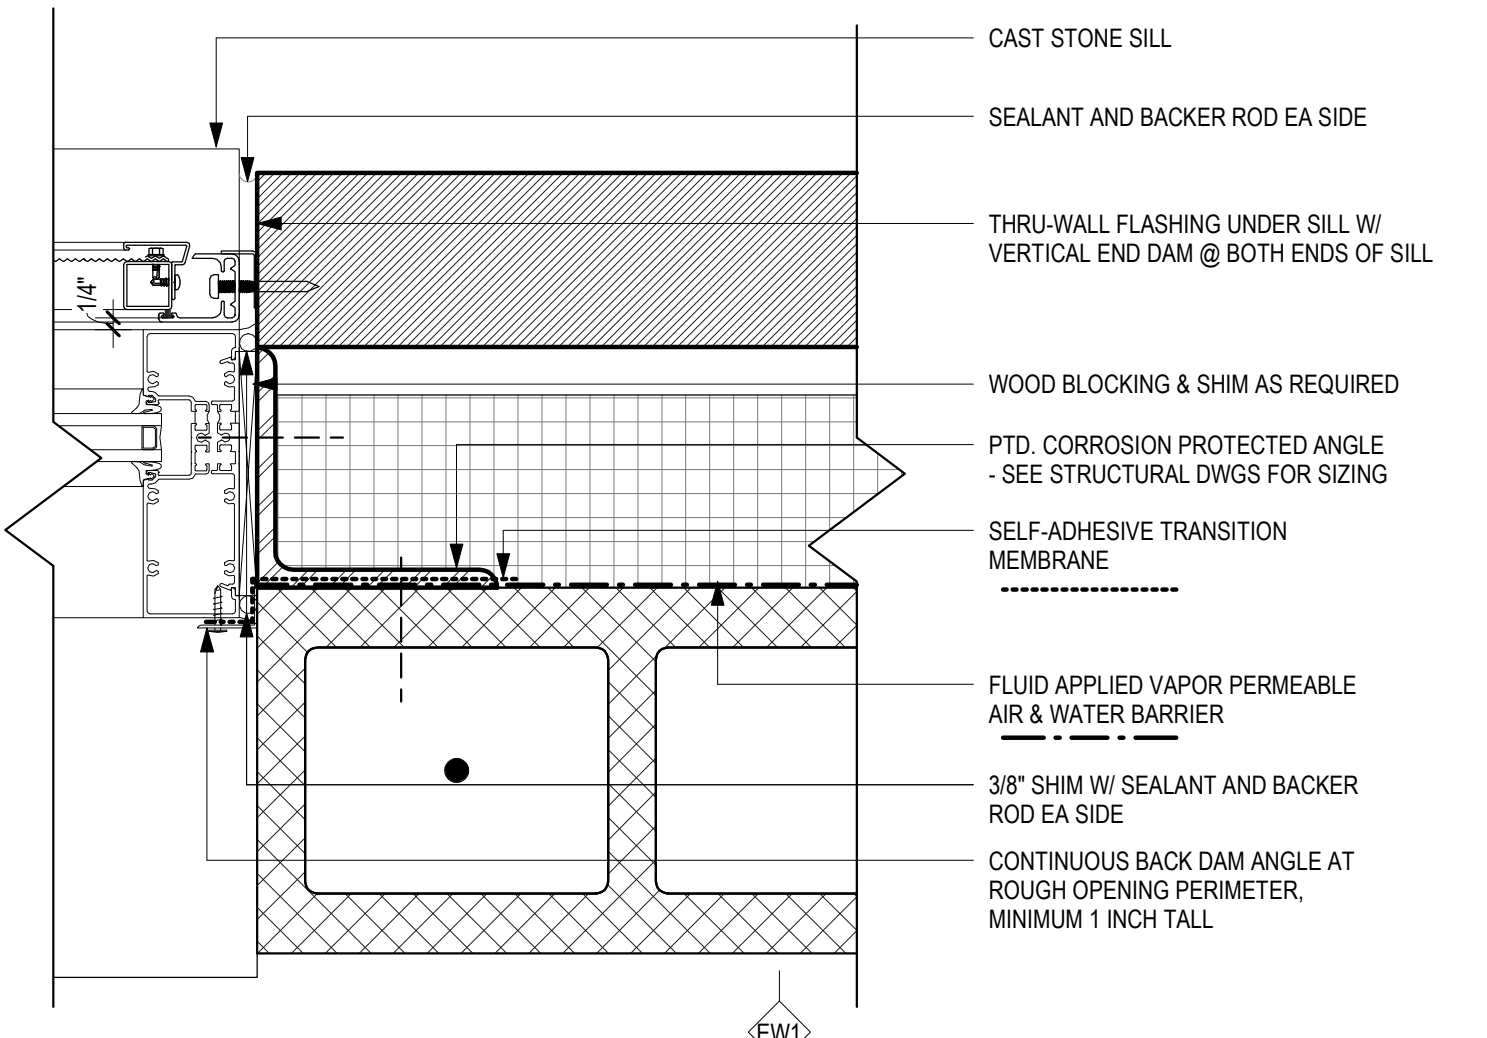 CAST STONE SILL
SEALANT AND BACKER ROD EA SIDE
THRU-WALL FLASHING UNDER SILL W/
VERTICAL END DAM @ BOTH ENDS OF SILL
1/4"
WOOD BLOCKING & SHIM AS REQUIRED
PTD. CORROSION PROTECTED ANGLE
- SEE STRUCTURAL DWGS FOR SIZING
SELF-ADHESIVE TRANSITION
MEMBRANE
FLUID APPLIED VAPOR PERMEABLE
AIR & WATER BARRIER
3/8" SHIM W/ SEALANT AND BACKER
ROD EA SIDE
CONTINUOUS BACK DAM ANGLE AT
ROUGH OPENING PERIMETER,
MINIMUM 1 INCH TALL
EW1